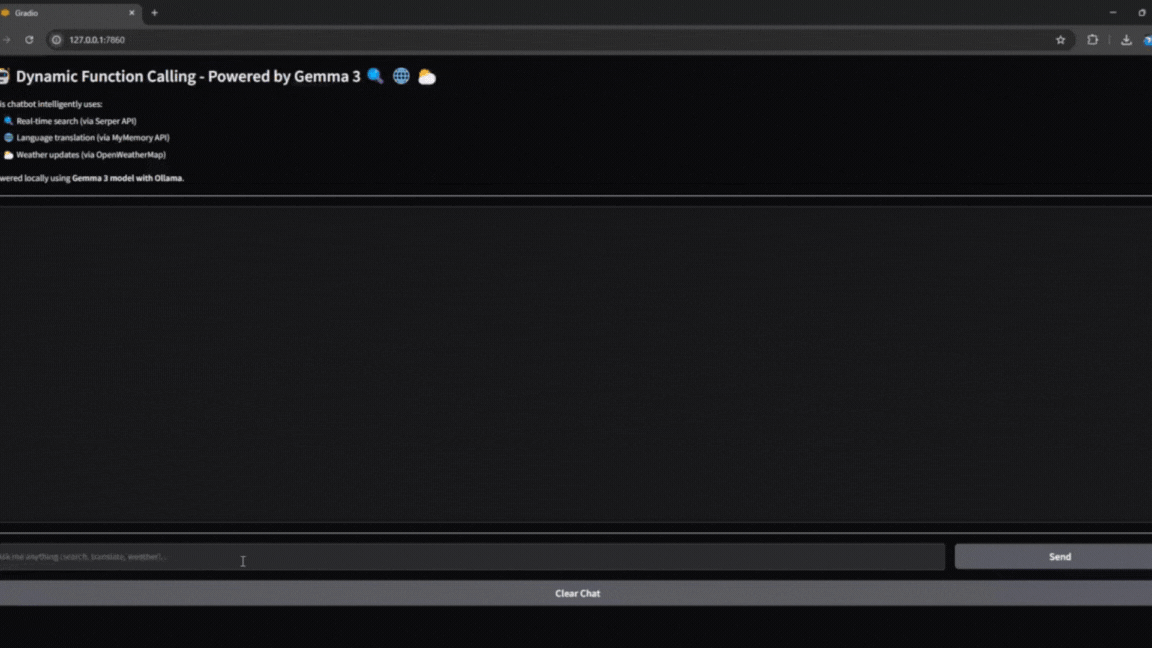 Gradio
127.0.0.1:7860
Dynamic Function Calling - Powered by Gemma 3
is chatbot intelligently uses:
Real-time search (via Serper API)
Language translation (via MyMemory API)
Weather updates (via OpenWeatherMap)
wered locally using Gemma 3 model with Ollama.
Ask me anything (search, translate, weather)...
Send
Clear Chat